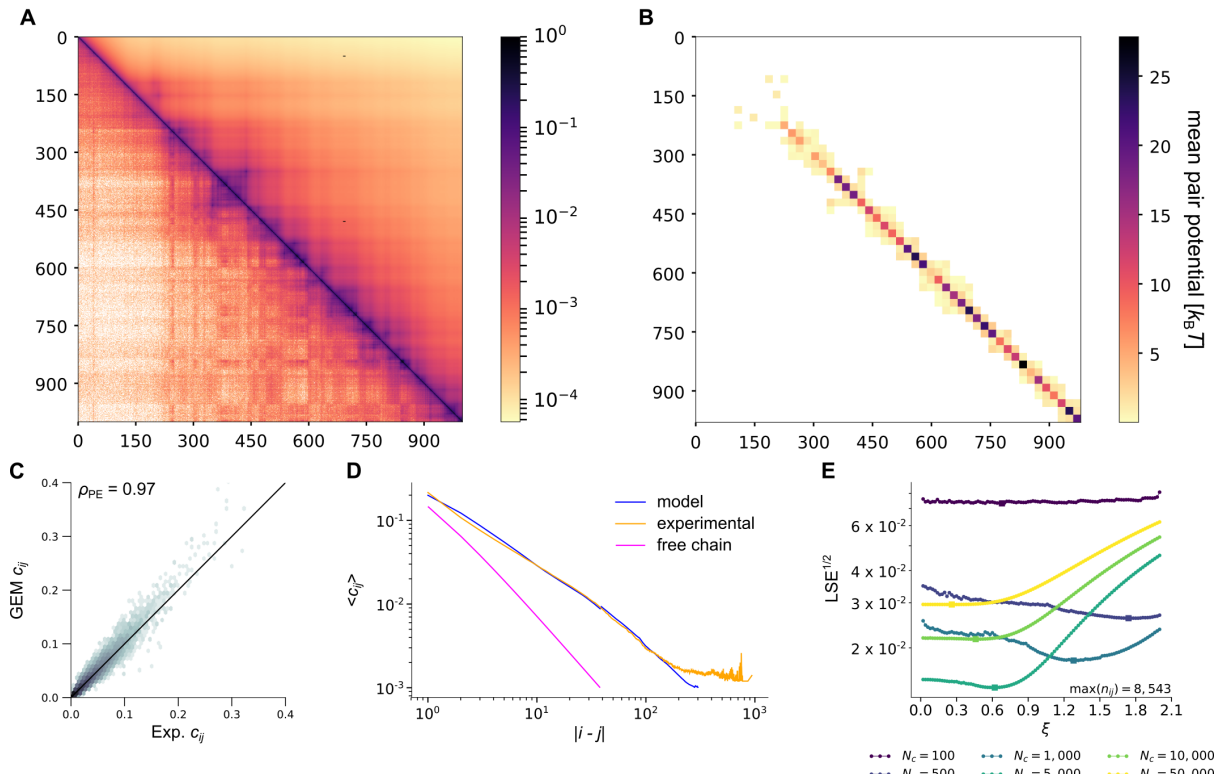 A
0
150
300
450
600
750
900
0 150 300 450 600 750 900
10^0
10^-1
10^-2
10^-3
10^-4
B
0
150
300
450
600
750
900
0 150 300 450 600 750 900
25
20
15
10
5
mean pair potential [k_BT]
C
ρ_PE = 0.97
0.4
0.3
0.2
0.1
0.0
GEM c_ij
0.0 0.1 0.2 0.3 0.4
Exp. c_ij
D
model
experimental
free chain
10^-1
10^-2
10^-3
<c_ij>
10^0 10^1 10^2 10^3
|i - j|
E
6 × 10^-2
4 × 10^-2
3 × 10^-2
2 × 10^-2
LSE^1/2
max(n_ij) = 8,543
0.0 0.3 0.6 0.9 1.2 1.5 1.8 2.1
ξ
N_c = 100 N_c = 1,000 N_c = 10,000